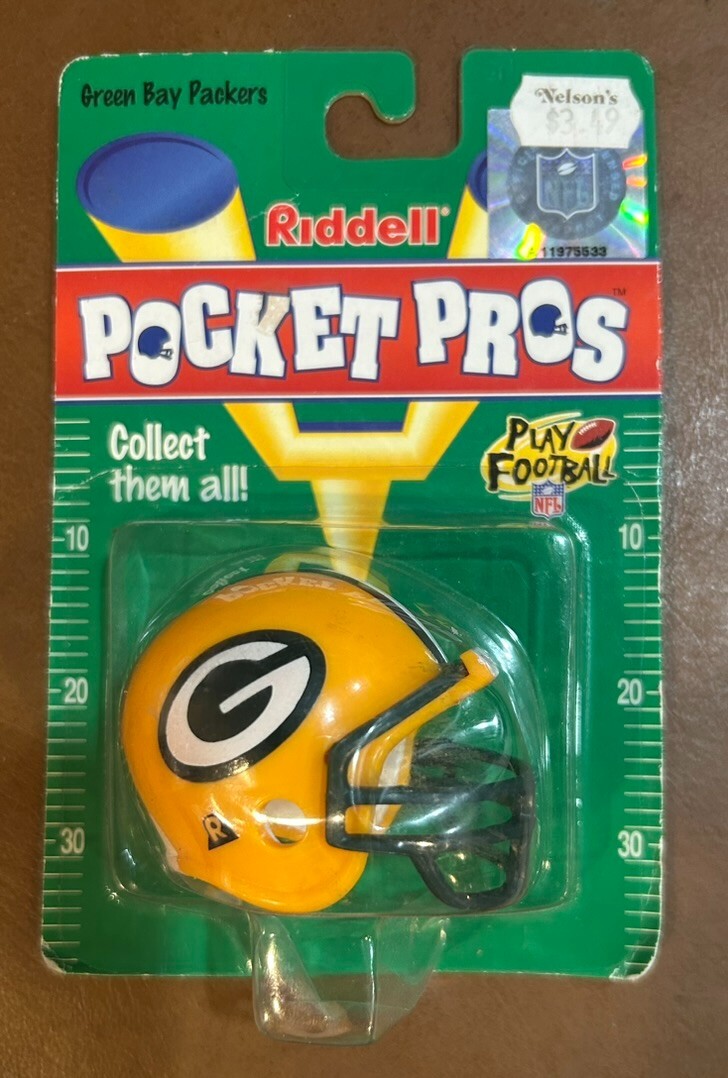 Green Bay Packers
Nelson's
$3.49
NFL
11975533
Riddell®
POCKET PROS™
Collect
them all!
PLAY
FOOTBALL
NFL
10 10
20 20
30 30
G
R